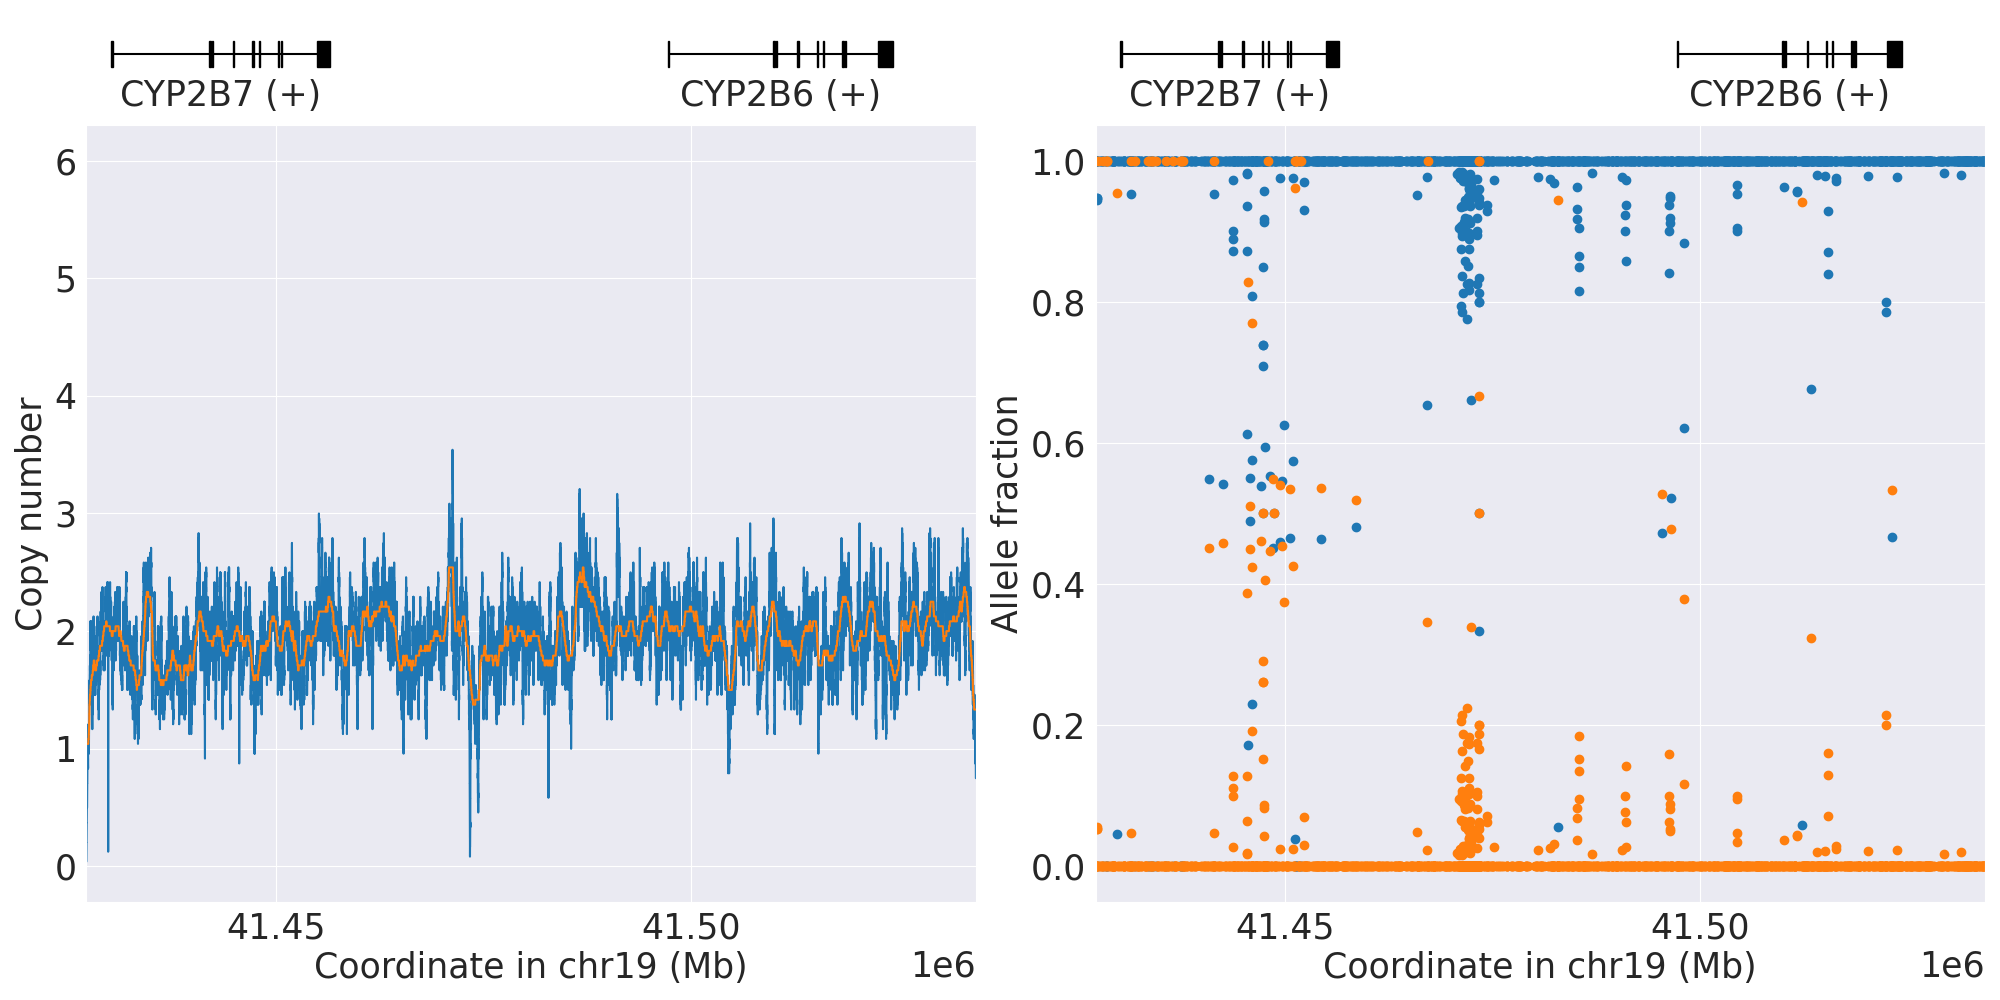 CYP2B7 (+)
CYP2B6 (+)
6
5
4
3
2
1
0
Copy number
41.45
41.50
Coordinate in chr19 (Mb)
1e6
CYP2B7 (+)
CYP2B6 (+)
1.0
0.8
0.6
0.4
0.2
0.0
Allele fraction
41.45
41.50
Coordinate in chr19 (Mb)
1e6